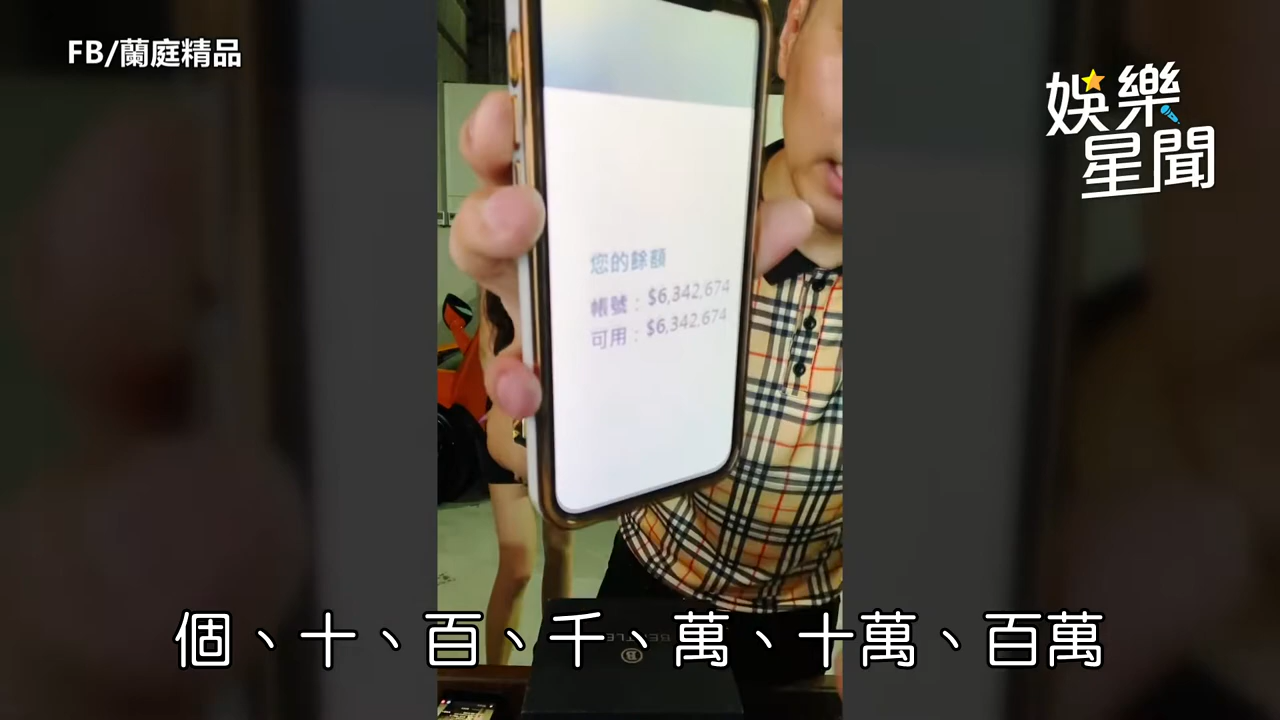 FB/蘭庭精品
娛樂
星聞
您的餘額
帳號：$6,342,674
可用：$6,342,674
個、十、百、千、萬、十萬、百萬